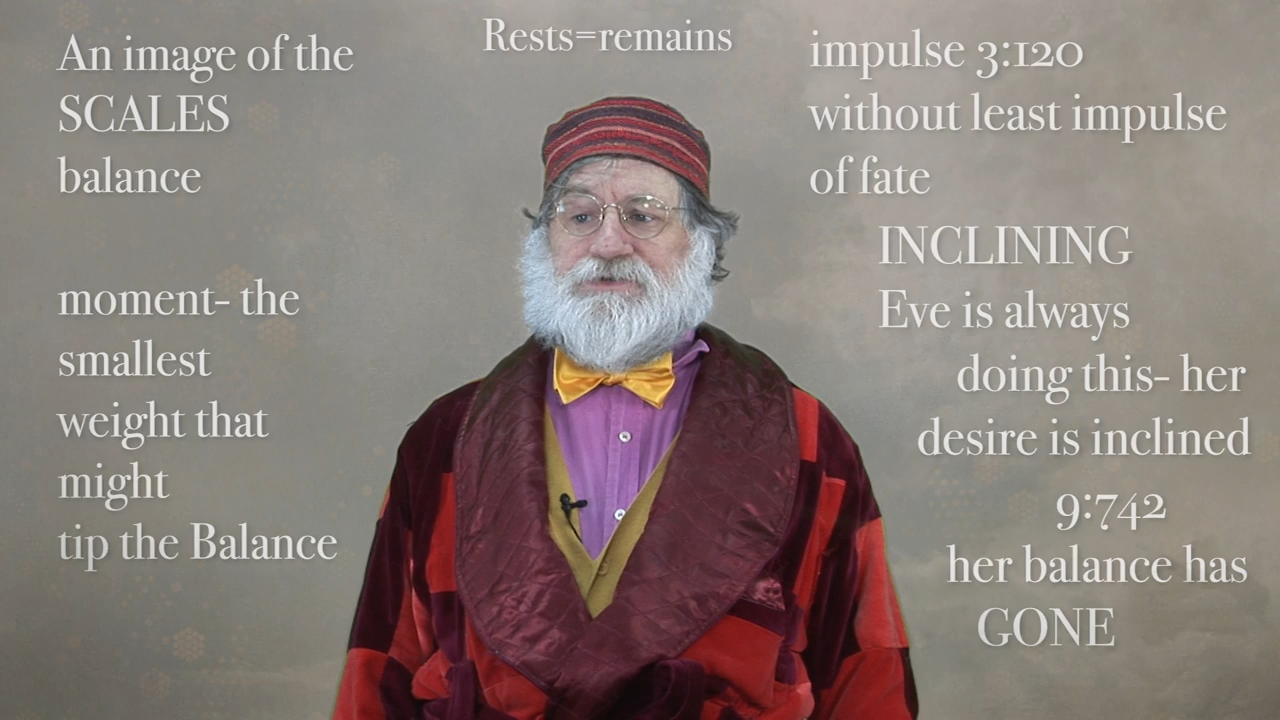 An image of the
SCALES
balance
moment- the
smallest
weight that
might
tip the Balance
Rests=remains
impulse 3:120
without least impulse
of fate
INCLINING
Eve is always
doing this- her
desire is inclined
9:742
her balance has
GONE